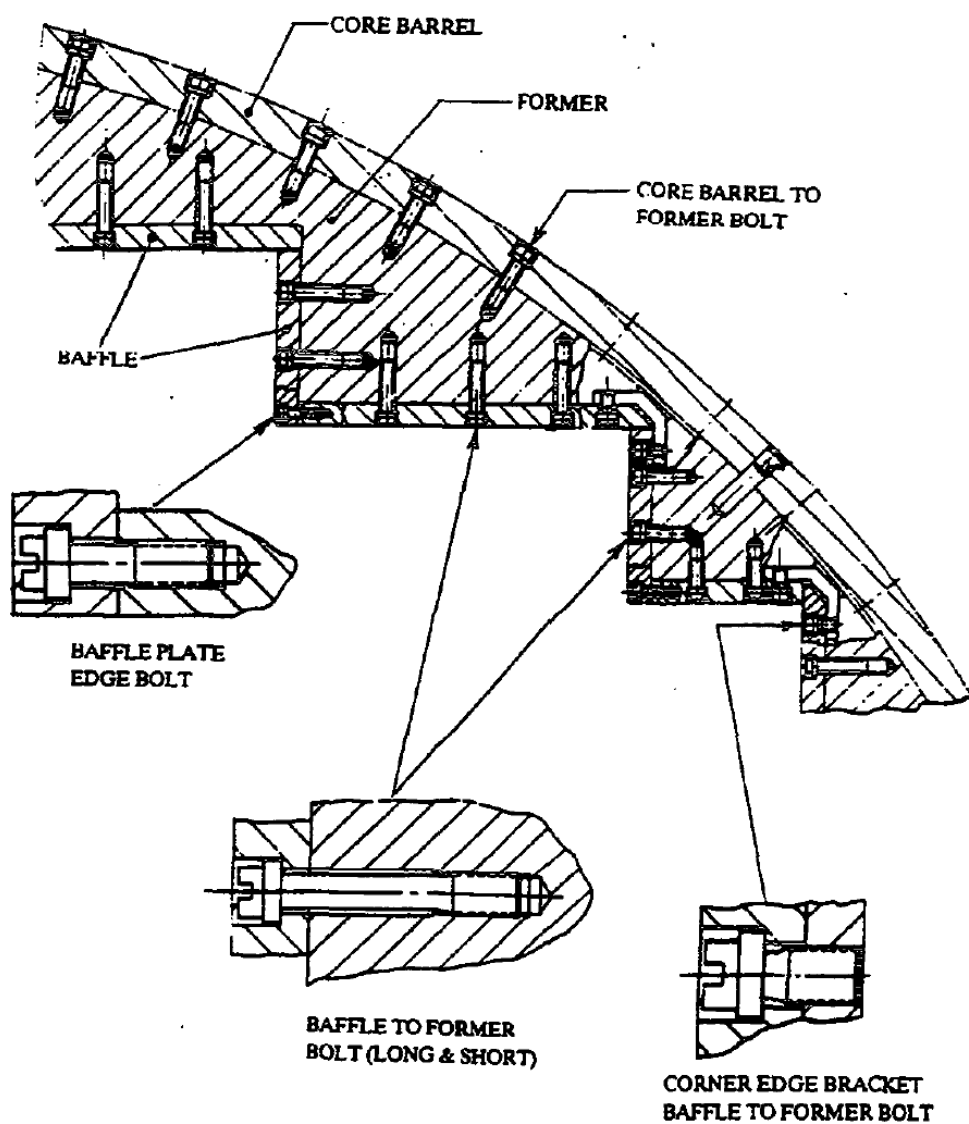 CORE BARREL
FORMER
CORE BARREL TO
FORMER BOLT
BAFFLE
BAFFLE PLATE
EDGE BOLT
BAFFLE TO FORMER
BOLT (LONG & SHORT)
CORNER EDGE BRACKET
BAFFLE TO FORMER BOLT